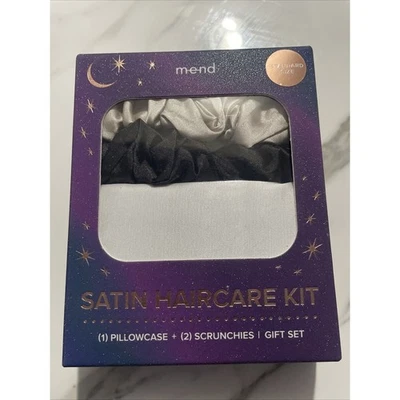 mend
STANDARD
SIZE
SATIN HAIRCARE KIT
(1) PILLOWCASE + (2) SCRUNCHIES | GIFT SET